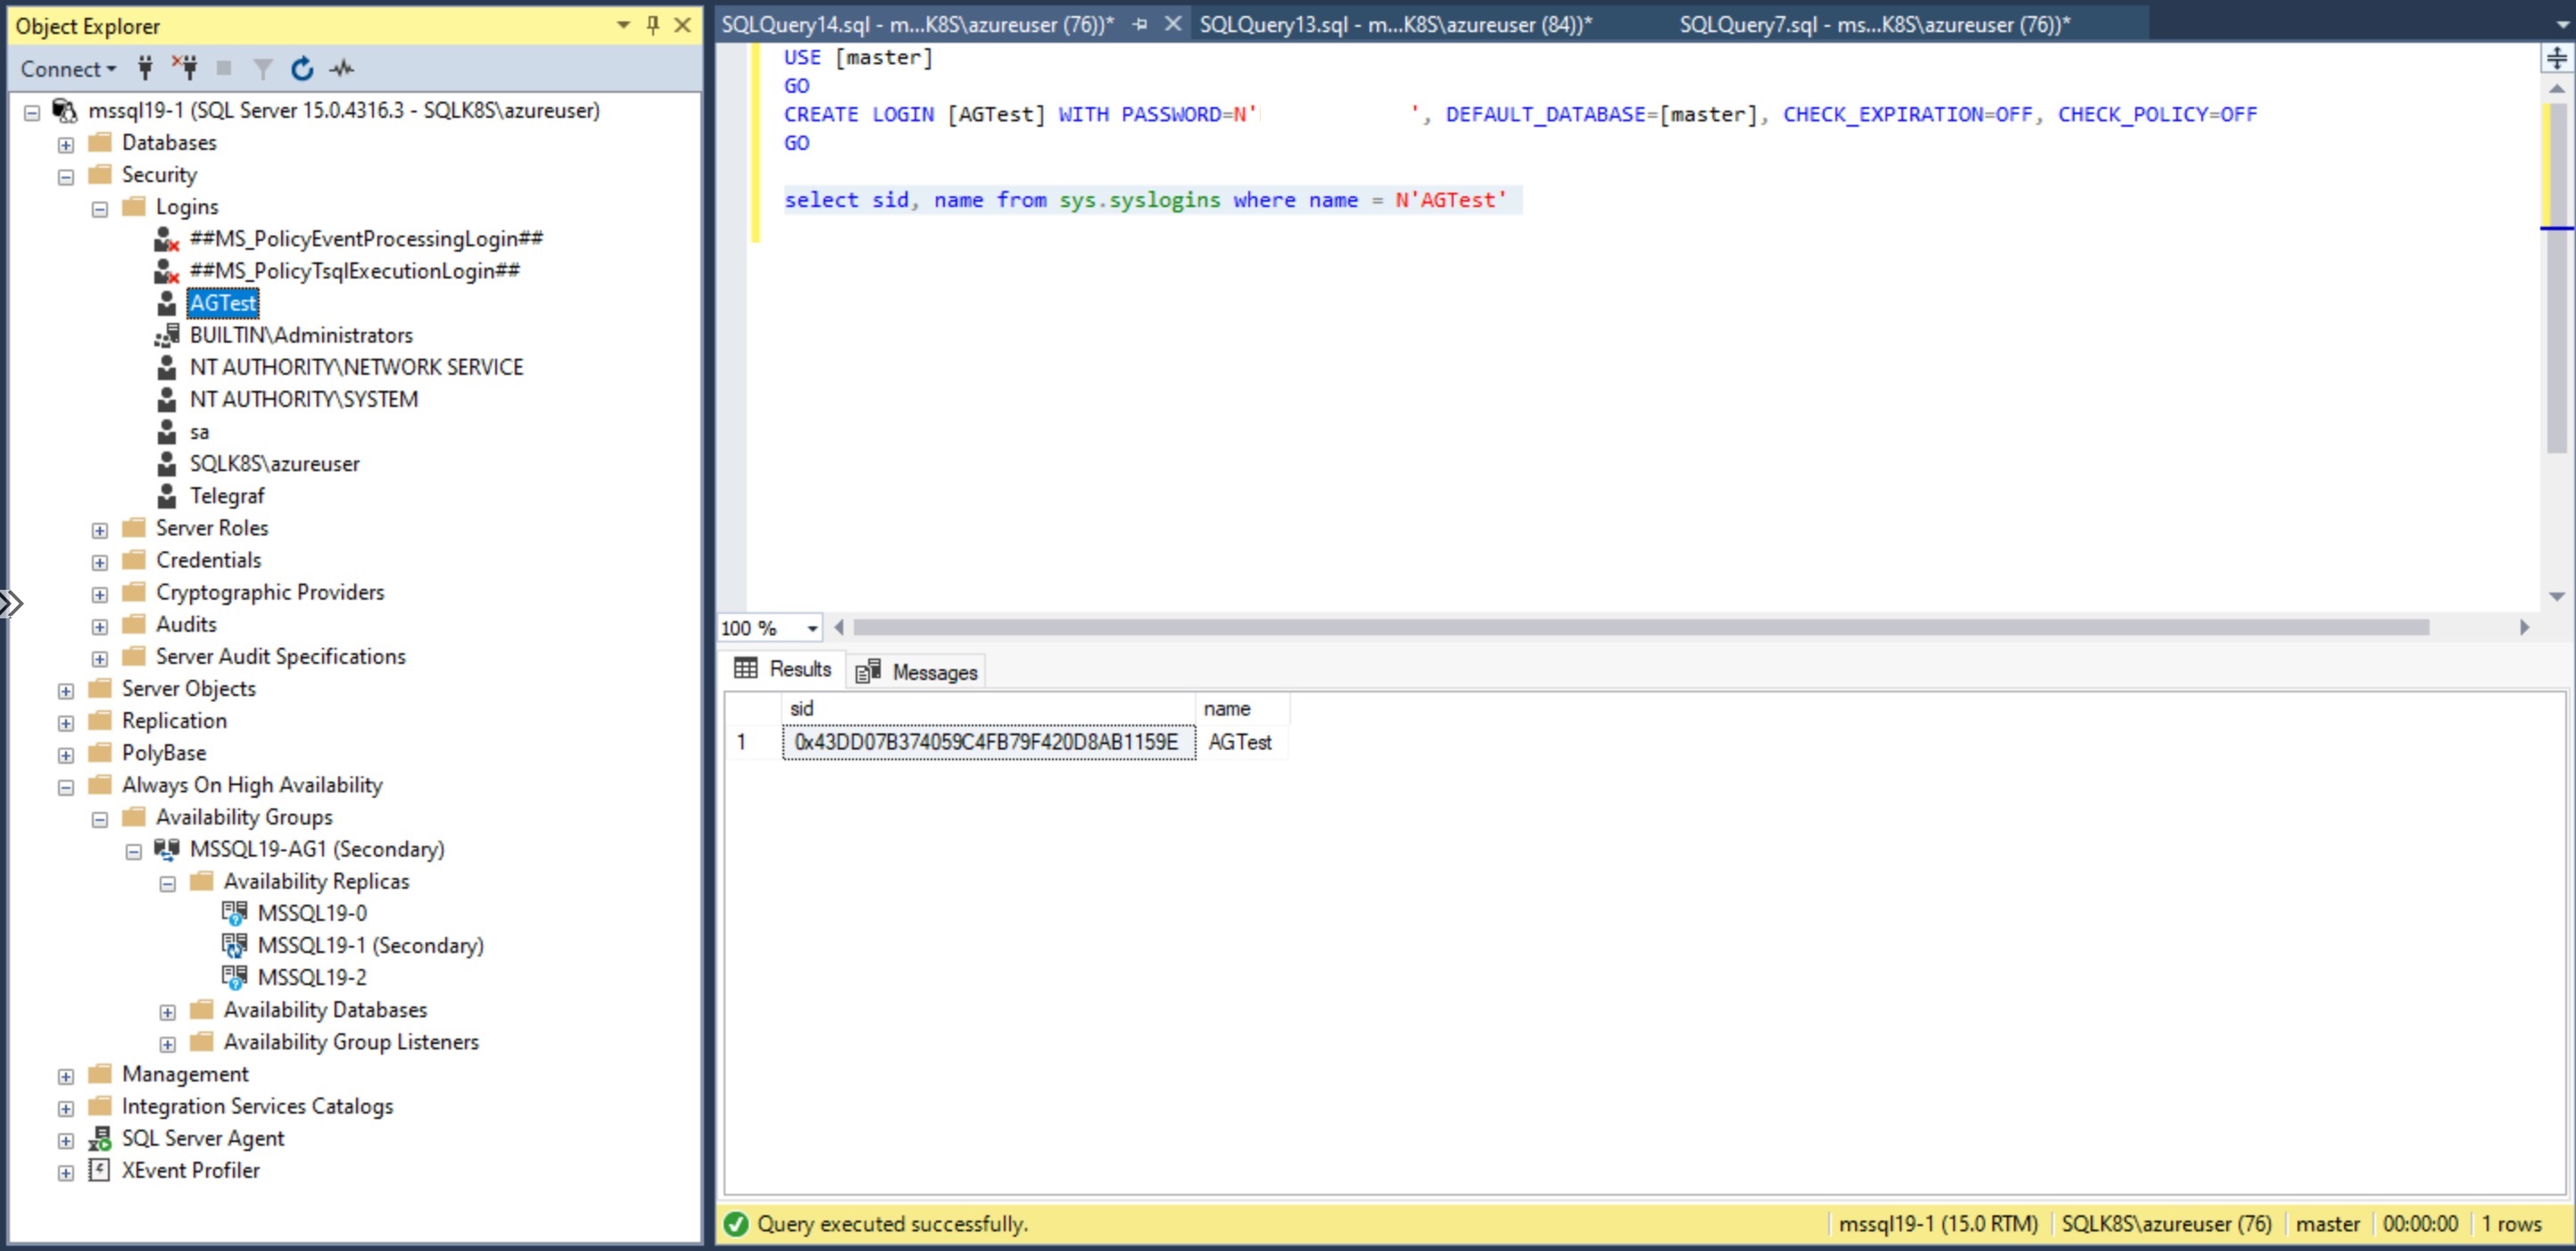 Object Explorer
Connect
mssql19-1 (SQL Server 15.0.4316.3 - SQLK8S\azureuser)
Databases
Security
Logins
##MS_PolicyEventProcessingLogin##
##MS_PolicyTsqlExecutionLogin##
AGTest
BUILTIN\Administrators
NT AUTHORITY\NETWORK SERVICE
NT AUTHORITY\SYSTEM
sa
SQLK8S\azureuser
Telegraf
Server Roles
Credentials
Cryptographic Providers
Audits
Server Audit Specifications
Server Objects
Replication
PolyBase
Always On High Availability
Availability Groups
MSSQL19-AG1 (Secondary)
Availability Replicas
MSSQL19-0
MSSQL19-1 (Secondary)
MSSQL19-2
Availability Databases
Availability Group Listeners
Management
Integration Services Catalogs
SQL Server Agent
XEvent Profiler
SQLQuery14.sql - m...K8S\azureuser (76))* SQLQuery13.sql - m...K8S\azureuser (84))* SQLQuery7.sql - ms...K8S\azureuser (76))*
USE [master]
GO
CREATE LOGIN [AGTest] WITH PASSWORD=N' ', DEFAULT_DATABASE=[master], CHECK_EXPIRATION=OFF, CHECK_POLICY=OFF
GO
select sid, name from sys.syslogins where name = N'AGTest'
100 %
Results Messages
sid name
1 0x43DD07B374059C4FB79F420D8AB1159E AGTest
Query executed successfully. mssql19-1 (15.0 RTM) SQLK8S\azureuser (76) master 00:00:00 1 rows